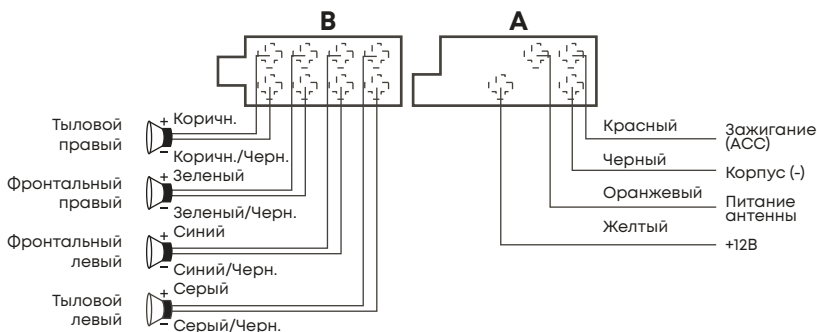 B
A
Тыловой
правый
+ Коричн.
– Коричн./Черн.
Фронтальный
правый
+ Зеленый
– Зеленый/Черн.
Фронтальный
левый
+ Синий
– Синий/Черн.
Тыловой
левый
+ Серый
– Серый/Черн.
Красный
Зажигание
(ACC)
Черный
Корпус (-)
Оранжевый
Питание
антенны
Желтый
+12В